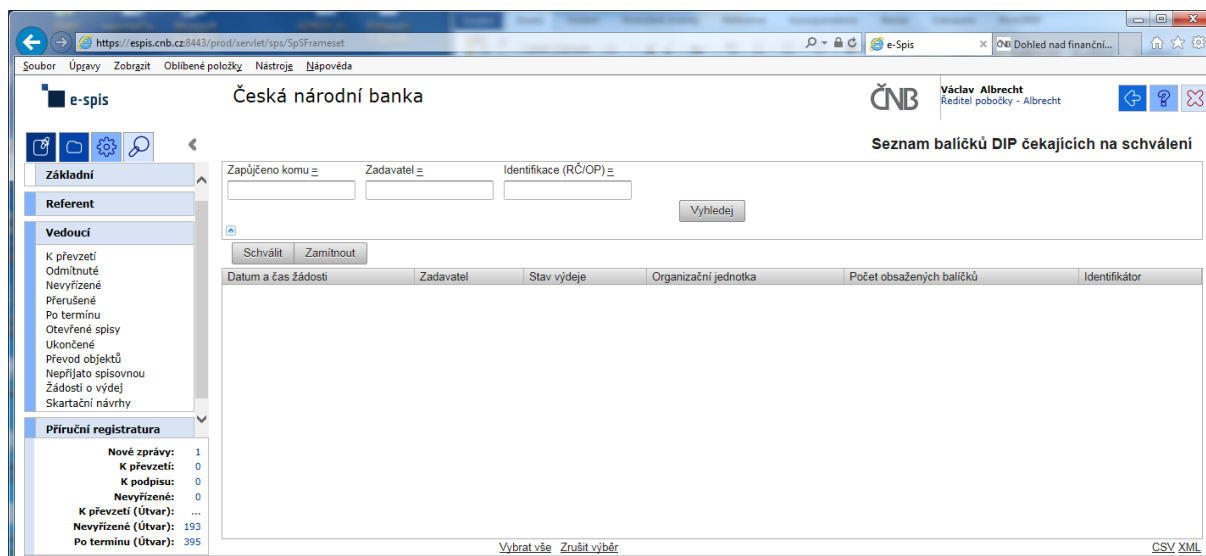 https://espis.cnb.cz:8443/prod/xervlet/sps/SpSFrameset
e-Spis
ČNB Dohled nad finanční...
Soubor Úpravy Zobrazit Oblíbené položky Nástroje Nápověda
e-spis
Česká národní banka
ČNB
Václav Albrecht
Ředitel pobočky - Albrecht
Seznam balíčků DIP čekajících na schválení
Základní
Referent
Vedoucí
K převzetí
Odmítnuté
Nevyřízené
Přerušené
Po termínu
Otevřené spisy
Ukončené
Převod objektů
Nepřijato spisovnou
Žádosti o výdej
Skartační návrhy
Příruční registratura
Nové zprávy: 1
K převzetí: 0
K podpisu: 0
Nevyřízené: 0
K převzetí (Útvar): ...
Nevyřízené (Útvar): 193
Po termínu (Útvar): 395
Zapůjčeno komu = Zadavatel = Identifikace (RČ/OP) =
Vyhledej
Schválit Zamítnout
Datum a čas žádosti Zadavatel Stav výdeje Organizační jednotka Počet obsažených balíčků Identifikátor
Vybrat vše Zrušit výběr CSV XML